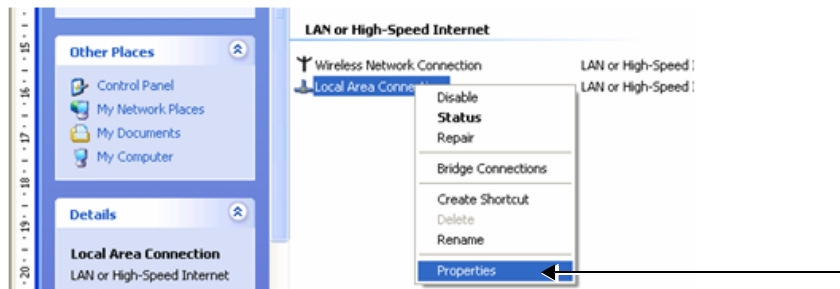 Other Places
Control Panel
My Network Places
My Documents
My Computer
Details
Local Area Connection
LAN or High-Speed Internet
LAN or High-Speed Internet
Wireless Network Connection LAN or High-Speed
Local Area LAN or High-Speed
Disable
Status
Repair
Bridge Connections
Create Shortcut
Delete
Rename
Properties
15
16
17
18
19
20